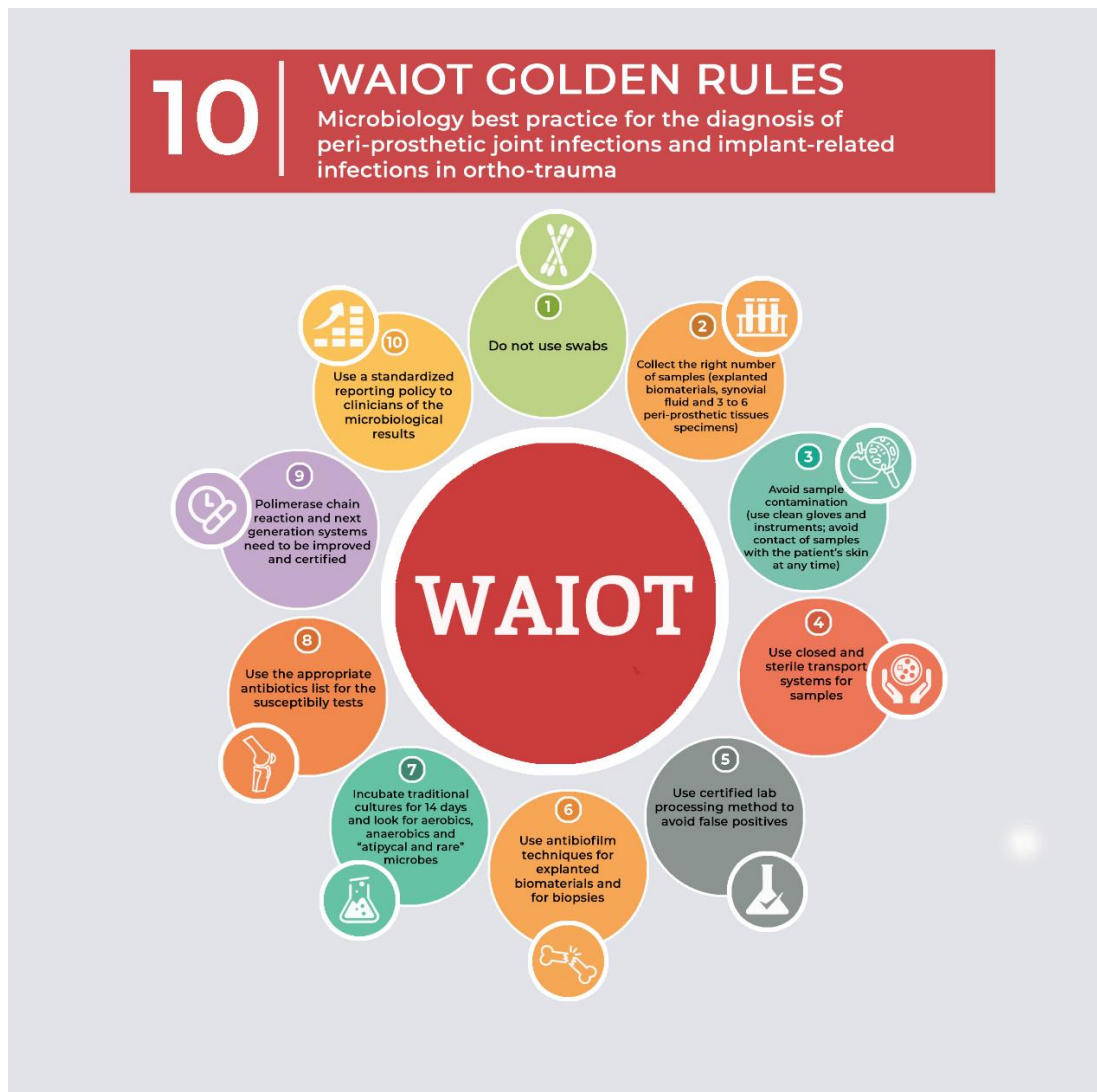 10
WAIOT GOLDEN RULES
Microbiology best practice for the diagnosis of
peri-prosthetic joint infections and implant-related
infections in ortho-trauma
1
Do not use swabs
2
Collect the right number
of samples (explanted
biomaterials, synovial
fluid and 3 to 6
peri-prosthetic tissues
specimens)
3
Avoid sample
contamination
(use clean gloves and
instruments; avoid
contact of samples
with the patient's skin
at any time)
4
Use closed and
sterile transport
systems for
samples
5
Use certified lab
processing method to
avoid false positives
6
Use antibiofilm
techniques for
explanted
biomaterials and
for biopsies
7
Incubate traditional
cultures for 14 days
and look for aerobics,
anaerobics and
"atipycal and rare"
microbes
8
Use the appropriate
antibiotics list for the
susceptibily tests
9
Polimerase chain
reaction and next
generation systems
need to be improved
and certified
10
Use a standardized
reporting policy to
clinicians of the
microbiological
results
WAIOT